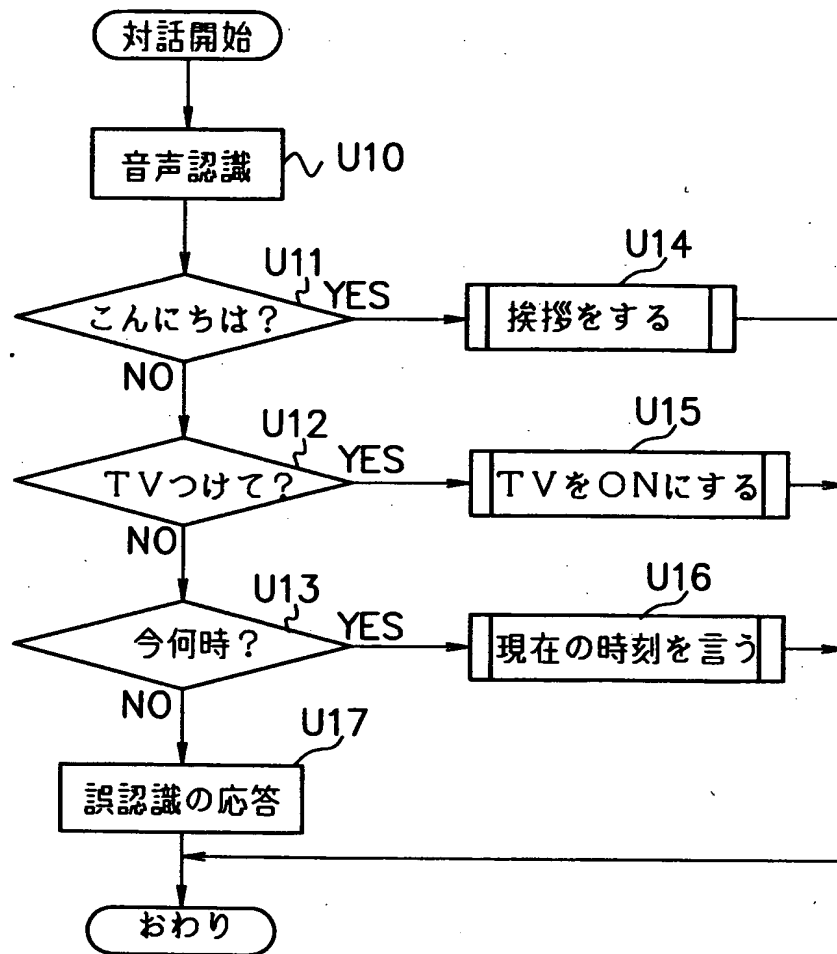 対話開始
音声認識
U10
U11
こんにちは?
YES
U14
挨拶をする
NO
U12
TVつけて?
YES
U15
TVをONにする
NO
U13
今何時?
YES
U16
現在の時刻を言う
NO
U17
誤認識の応答
おわり